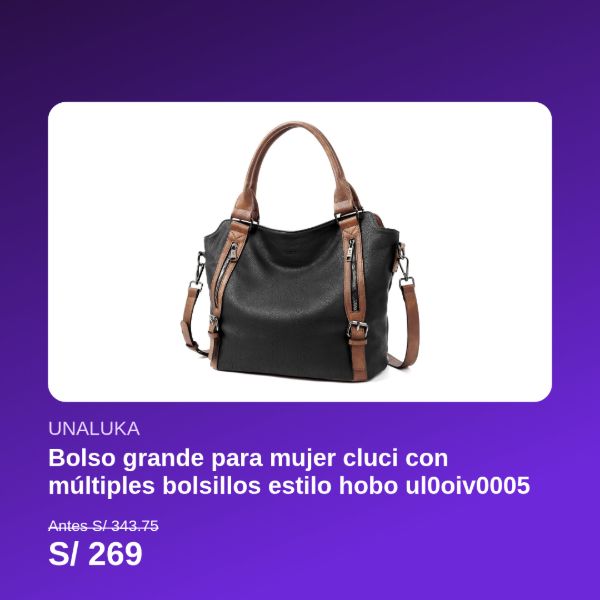 UNALUKA
Bolso grande para mujer cluci con
múltiples bolsillos estilo hobo ul0oiv0005
Antes S/ 343.75
S/ 269